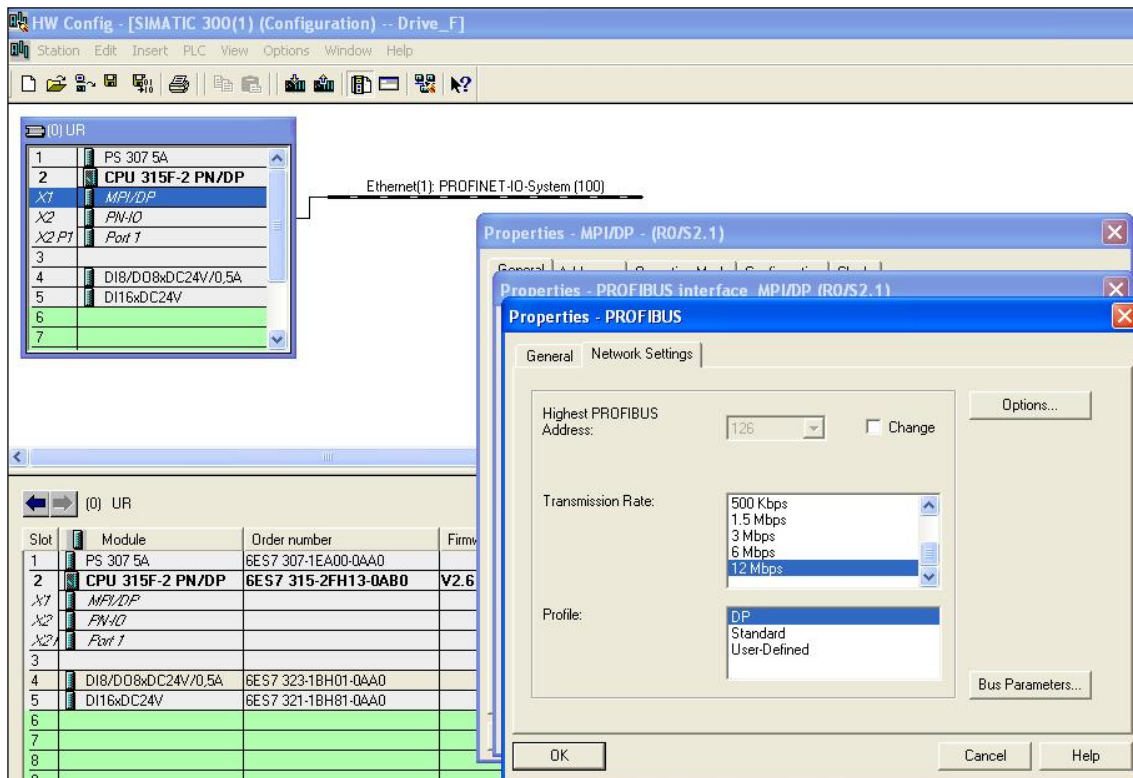 HW Config - [SIMATIC 300(1) (Configuration) -- Drive_F]
Station Edit Insert PLC View Options Window Help
(0) UR
1 PS 307 5A
2 CPU 315F-2 PN/DP
X1 MPI/DP
X2 PN-IO
X2 P1 Port 1
3
4 DI8/DO8xDC24V/0,5A
5 DI16xDC24V
6
7
Ethernet(1): PROFINET-IO-System (100)
Properties - MPI/DP - (R0/S2.1)
General
Properties - PROFIBUS interface MPI/DP (R0/S2.1)
Properties - PROFIBUS
General Network Settings
Highest PROFIBUS
Address:
126
Change
Options...
Transmission Rate:
500 Kbps
1.5 Mbps
3 Mbps
6 Mbps
12 Mbps
Profile:
DP
Standard
User-Defined
Bus Parameters...
OK Cancel Help
(0) UR
Slot Module Order number Firmw
1 PS 307 5A 6ES7 307-1EA00-0AA0
2 CPU 315F-2 PN/DP 6ES7 315-2FH13-0AB0 V2.6
X1 MPI/DP
X2 PN-IO
X2 Port 1
3
4 DI8/DO8xDC24V/0,5A 6ES7 323-1BH01-0AA0
5 DI16xDC24V 6ES7 321-1BH81-0AA0
6
7
8